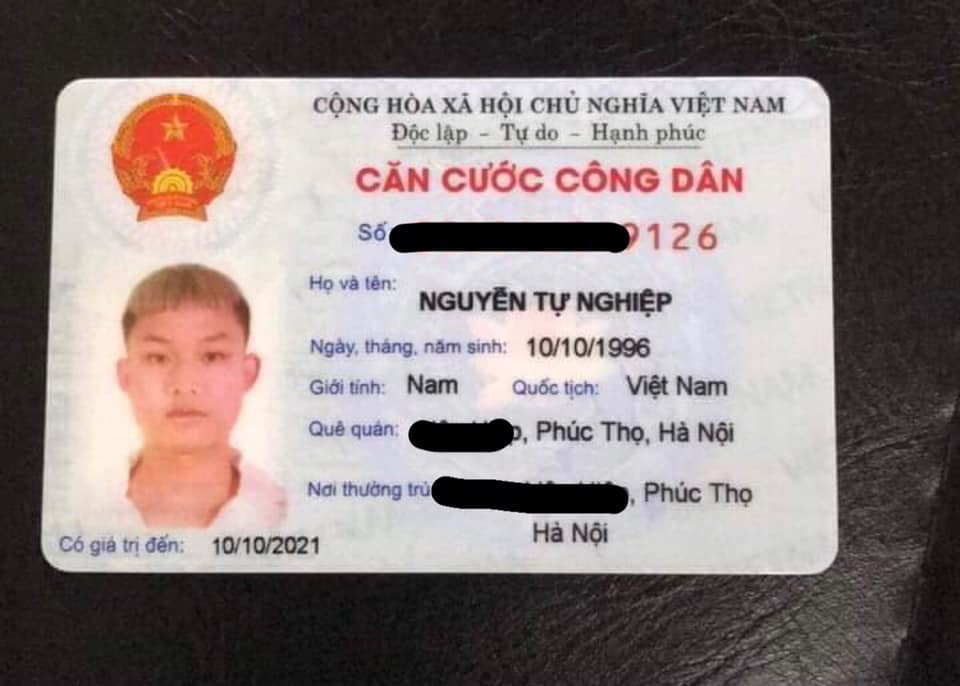 CỘNG HÒA XÃ HỘI CHỦ NGHĨA VIỆT NAM
Độc lập - Tự do - Hạnh phúc
CĂN CƯỚC CÔNG DÂN
Số 9126
Họ và tên:
NGUYỄN TỰ NGHIỆP
Ngày, tháng, năm sinh: 10/10/1996
Giới tính: Nam Quốc tịch: Việt Nam
Quê quán: , Phúc Thọ, Hà Nội
Nơi thường trú , Phúc Thọ
Hà Nội
Có giá trị đến: 10/10/2021